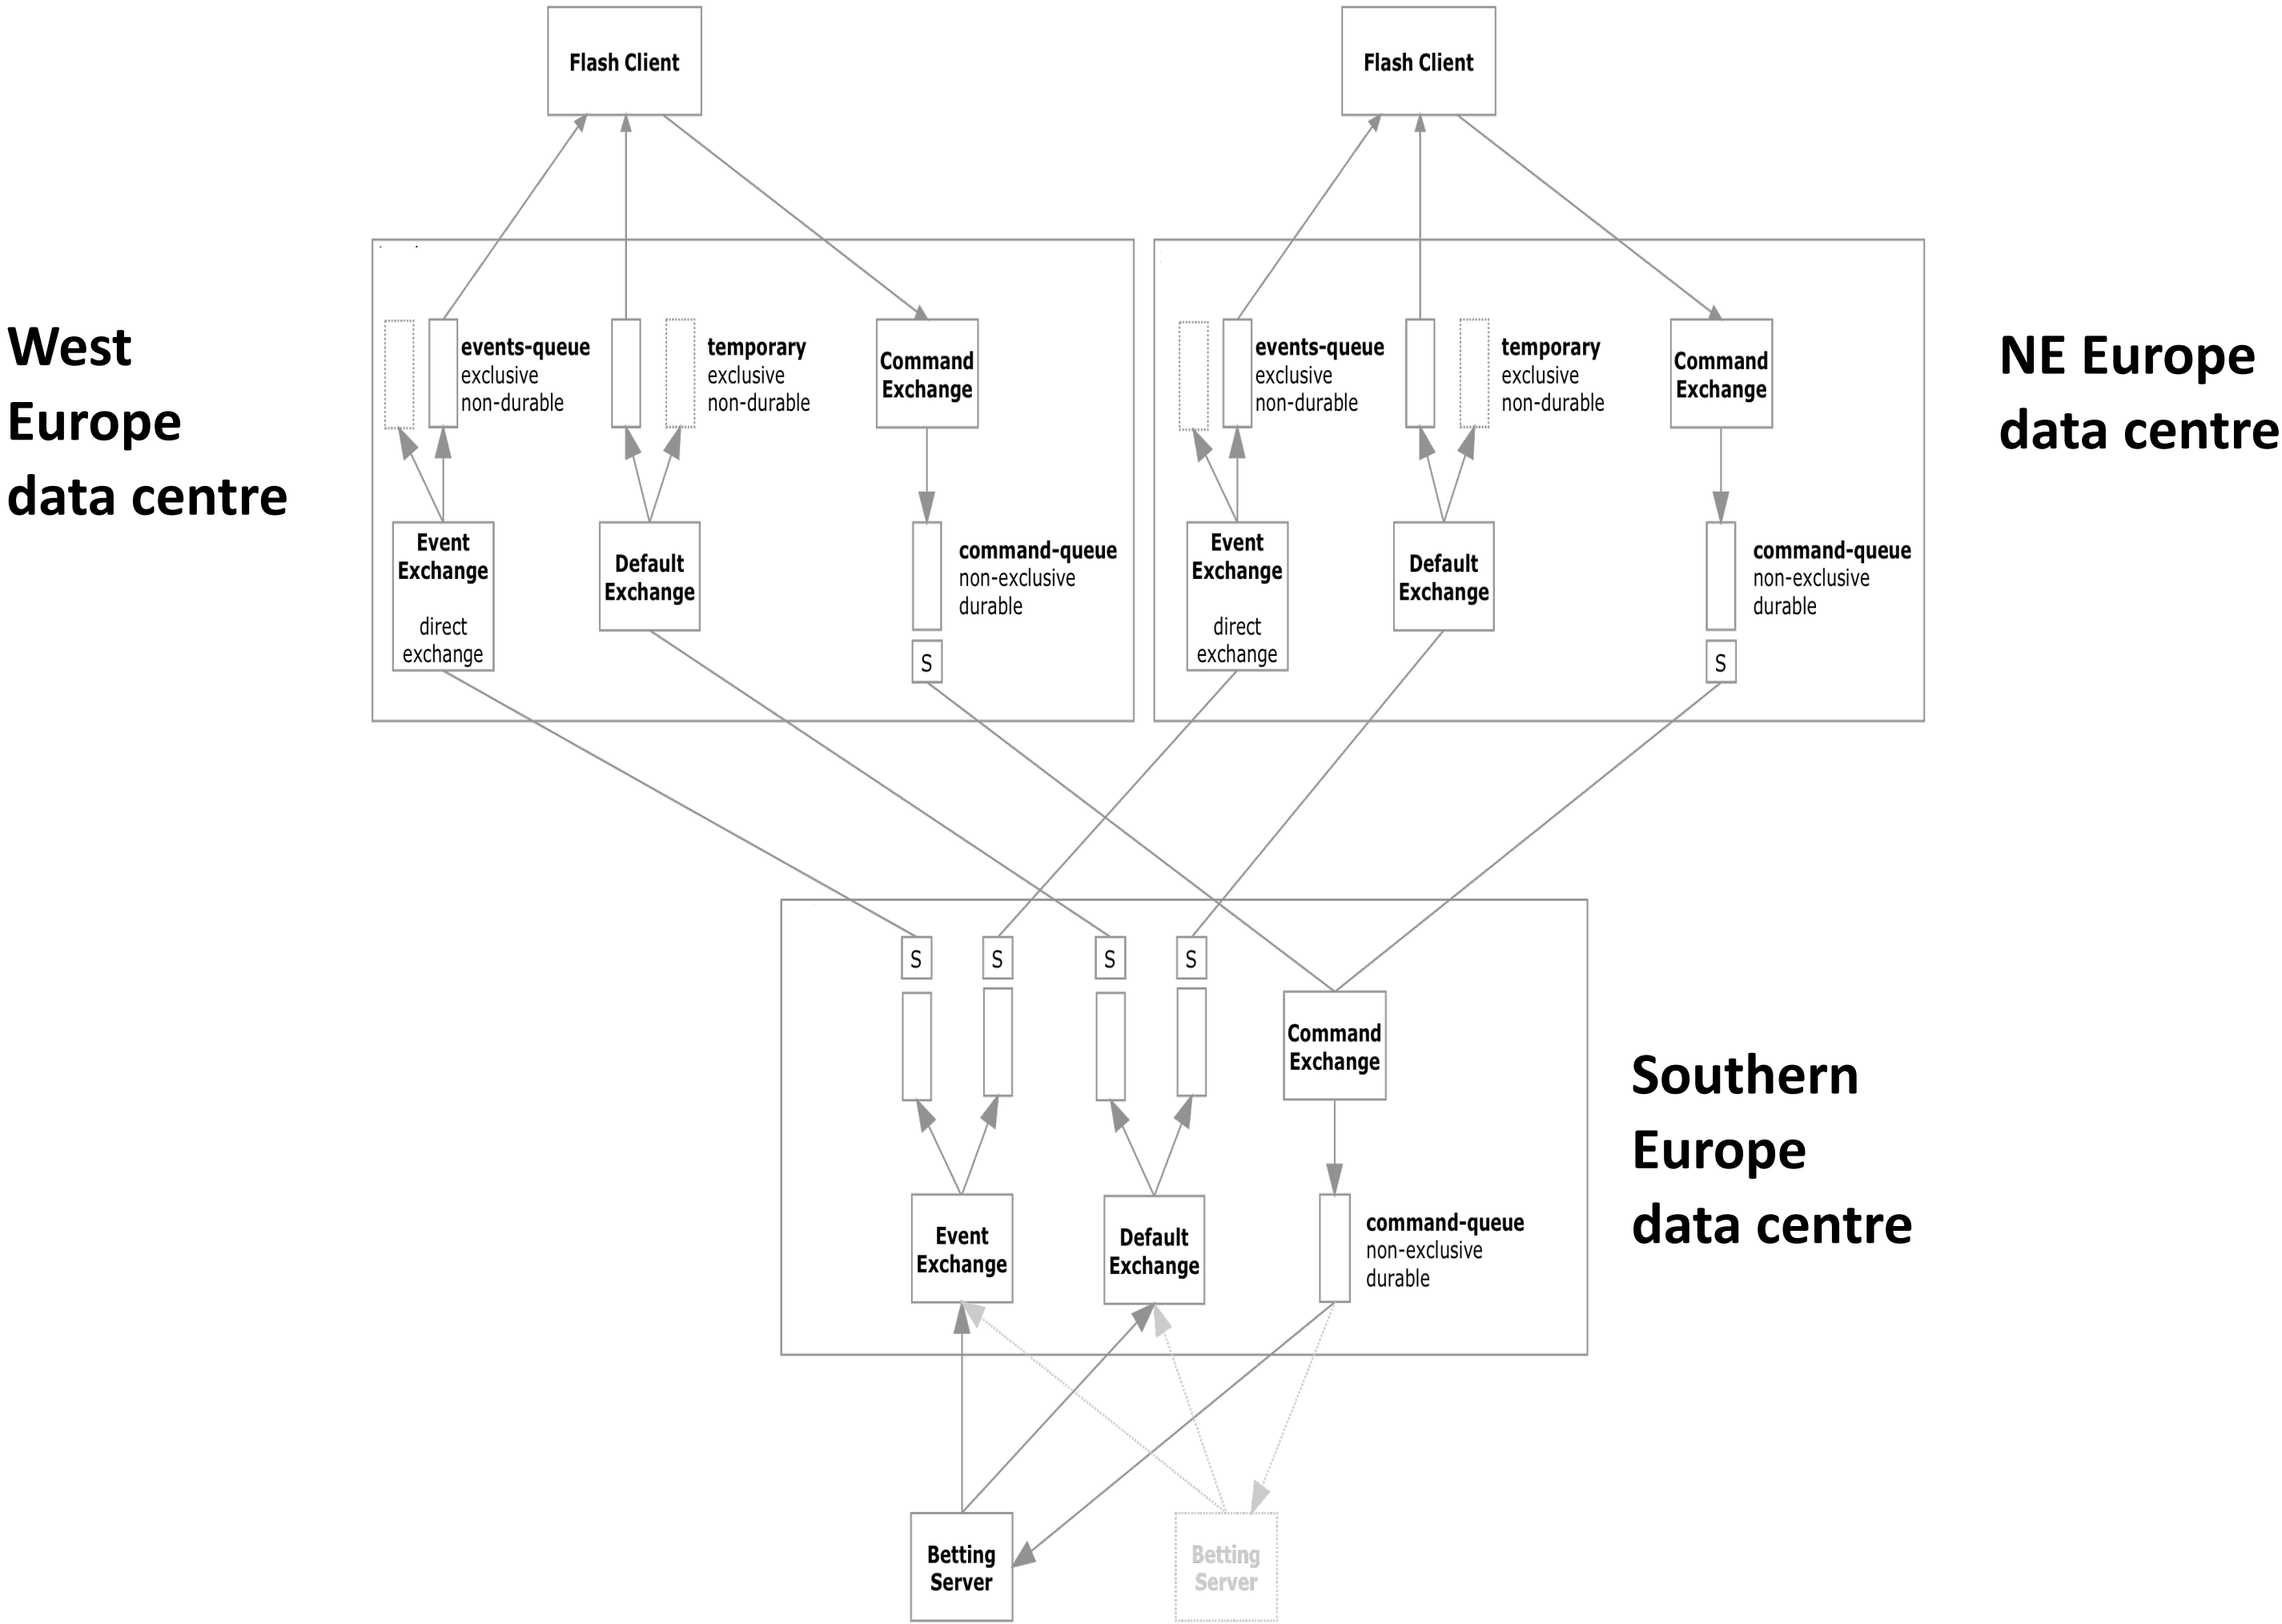 Flash Client
Flash Client
West
Europe
data centre
events-queue
exclusive
non-durable
temporary
exclusive
non-durable
Command
Exchange
Event
Exchange
direct
exchange
Default
Exchange
command-queue
non-exclusive
durable
S
events-queue
exclusive
non-durable
temporary
exclusive
non-durable
Command
Exchange
Event
Exchange
direct
exchange
Default
Exchange
command-queue
non-exclusive
durable
S
NE Europe
data centre
S
S
S
S
Command
Exchange
Event
Exchange
Default
Exchange
command-queue
non-exclusive
durable
Southern
Europe
data centre
Betting
Server
Betting
Server